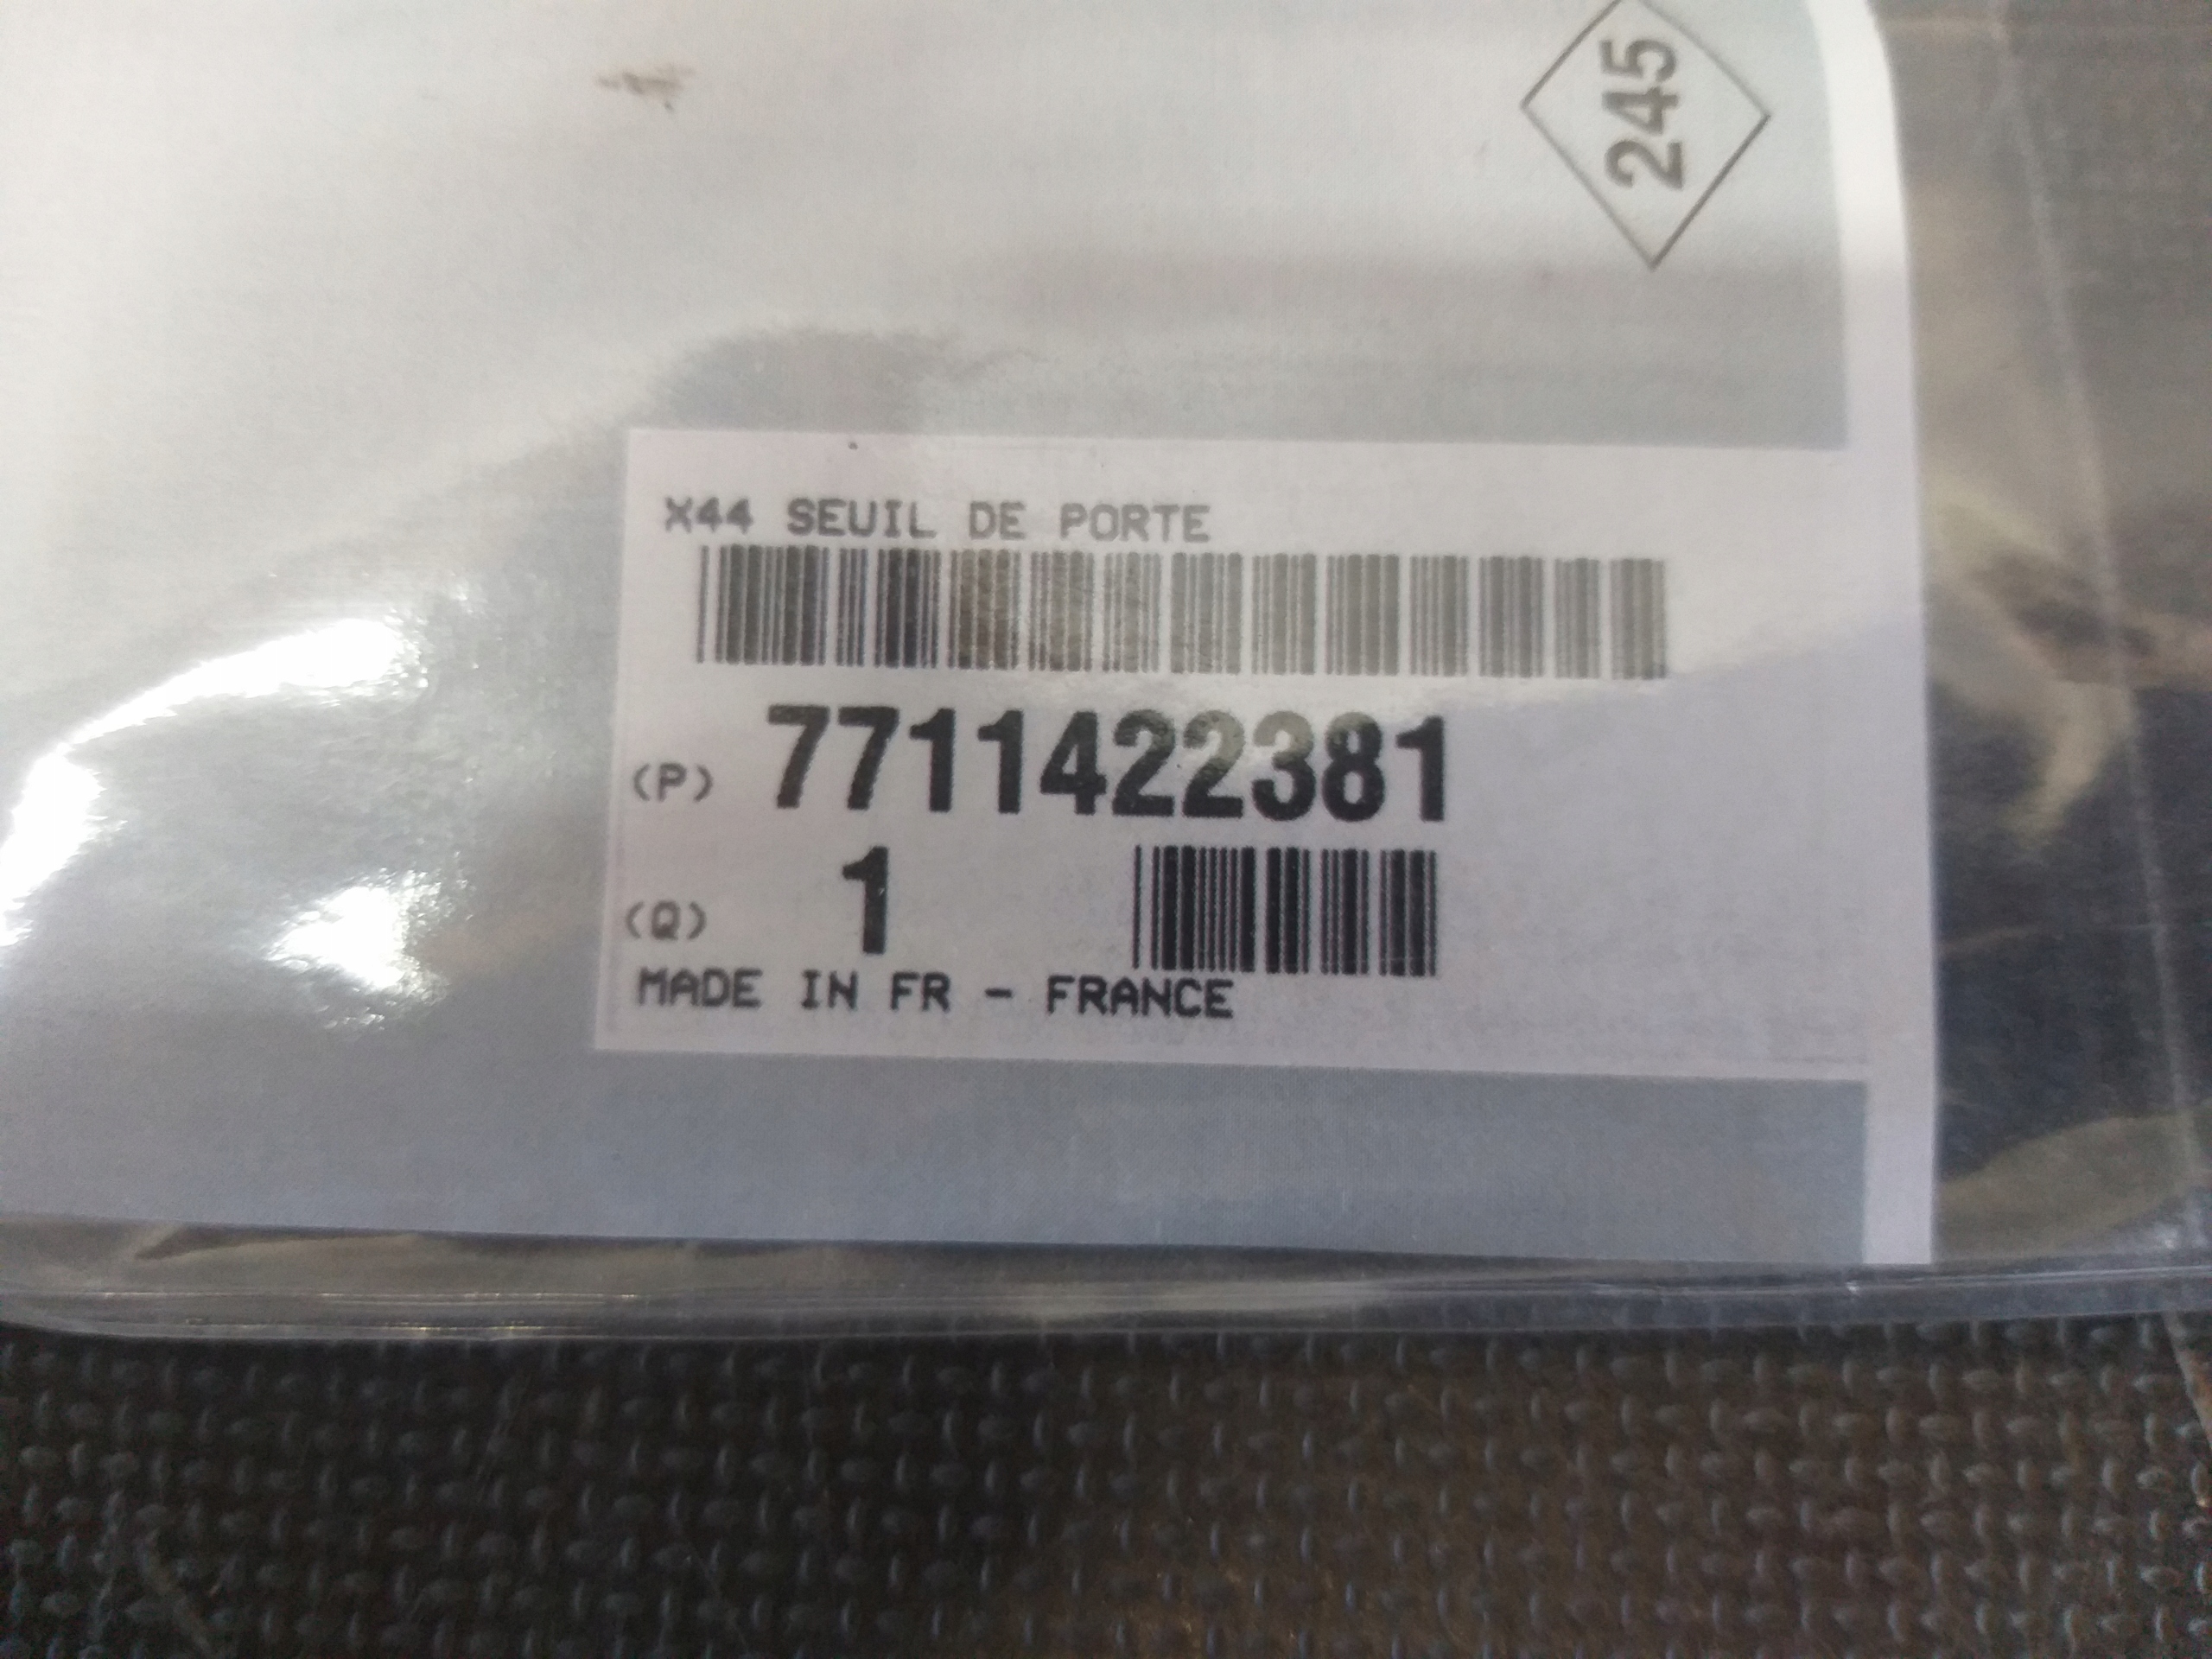 245
X44 SEUIL DE PORTE
(P) 7711422381
(Q) 1
MADE IN FR - FRANCE